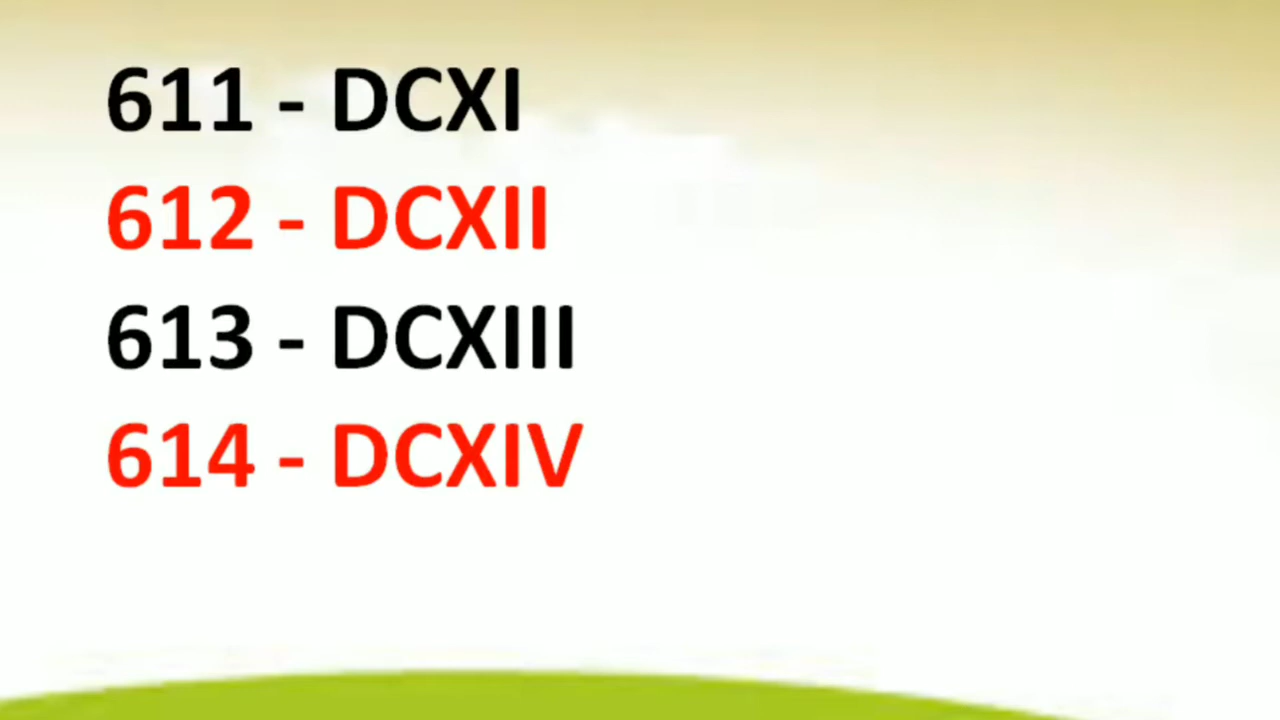 611 - DCXI
612 - DCXII
613 - DCXIII
614 - DCXIV